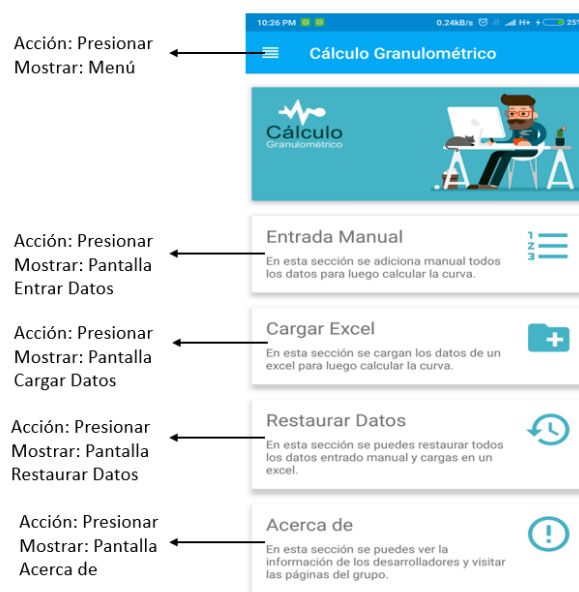 10:26 PM 0.24kB/s H+ 25%
Acción: Presionar
Mostrar: Menú
Cálculo Granulométrico
Cálculo
Granulométrico
Acción: Presionar
Mostrar: Pantalla
Entrar Datos
Entrada Manual
En esta sección se adiciona manual todos
los datos para luego calcular la curva.
1
2
3
Acción: Presionar
Mostrar: Pantalla
Cargar Datos
Cargar Excel
En esta sección se cargan los datos de un
excel para luego calcular la curva.
Acción: Presionar
Mostrar: Pantalla
Restaurar Datos
Restaurar Datos
En esta sección se puedes restaurar todos
los datos entrado manual y cargas en un
excel.
Acción: Presionar
Mostrar: Pantalla
Acerca de
Acerca de
En esta sección se puedes ver la
información de los desarrolladores y visitar
las páginas del grupo.